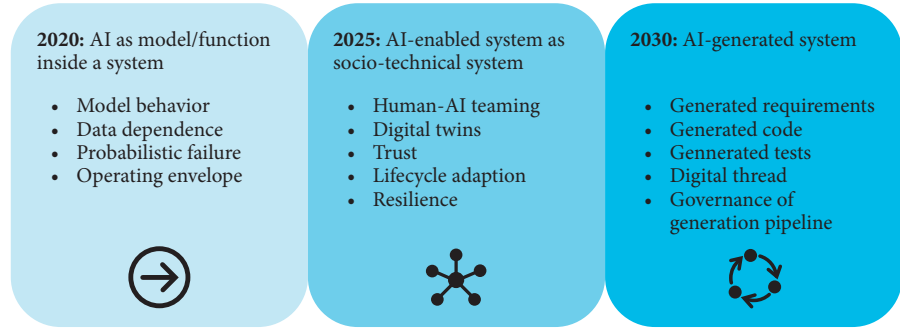 2020: AI as model/function
inside a system
• Model behavior
• Data dependence
• Probabilistic failure
• Operating envelope
2025: AI-enabled system as
socio-technical system
• Human-AI teaming
• Digital twins
• Trust
• Lifecycle adaption
• Resilience
2030: AI-generated system
• Generated requirements
• Generated code
• Gennerated tests
• Digital thread
• Governance of
generation pipeline